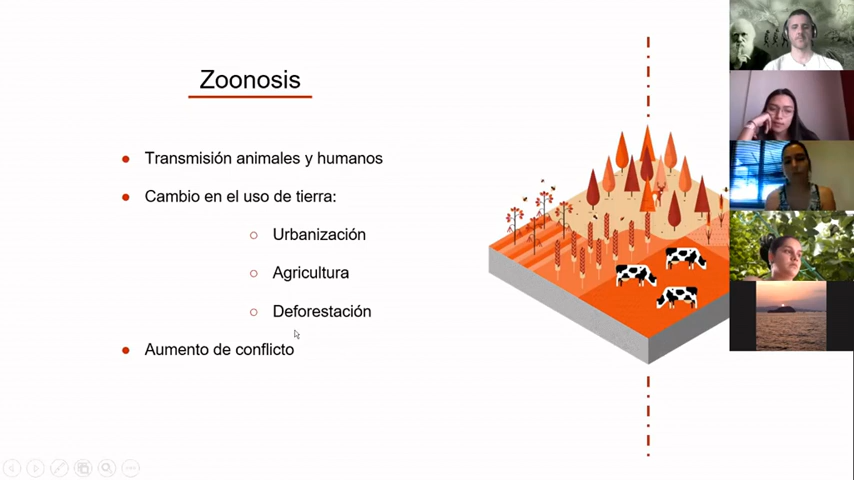 Zoonosis
Transmisión animales y humanos
Cambio en el uso de tierra:
Urbanización
Agricultura
Deforestación
Aumento de conflicto